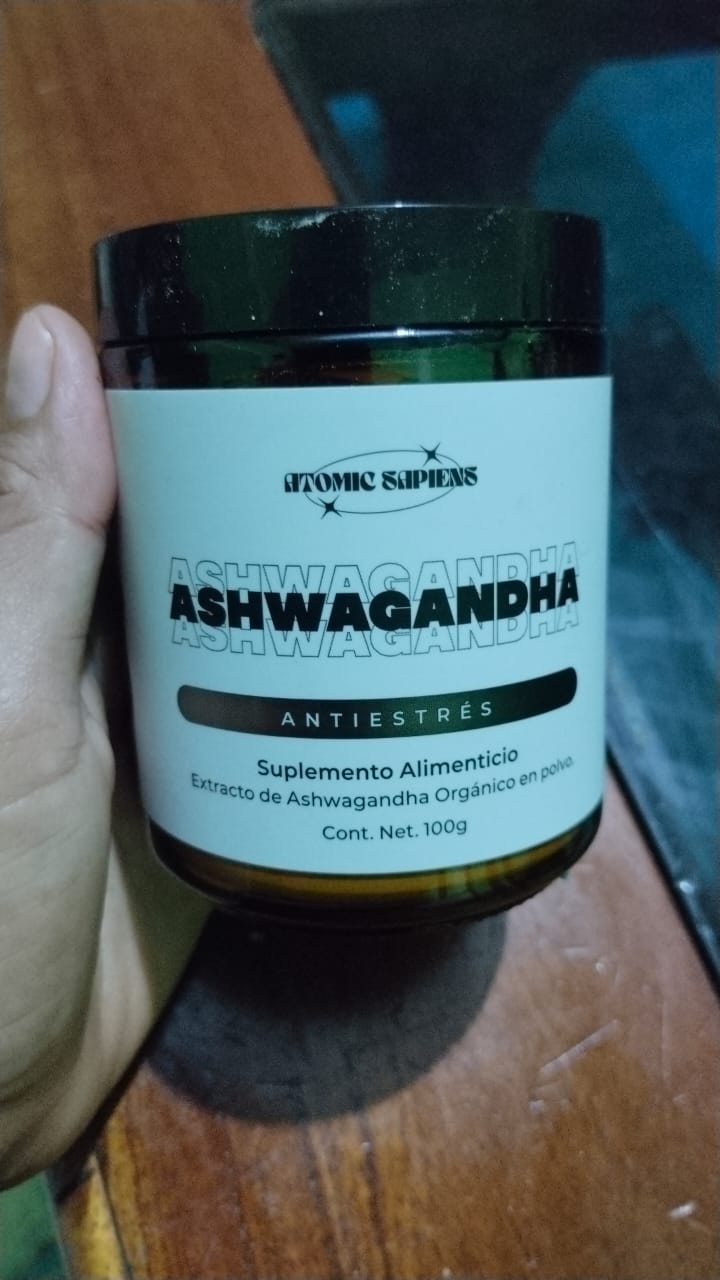 ATOMIC SAPIENS
ASHWAGANDHA
ASHWAGANDHA
ASHWAGANDHA
ANTIESTRÉS
Suplemento Alimenticio
Extracto de Ashwagandha Orgánico en polvo.
Cont. Net. 100g